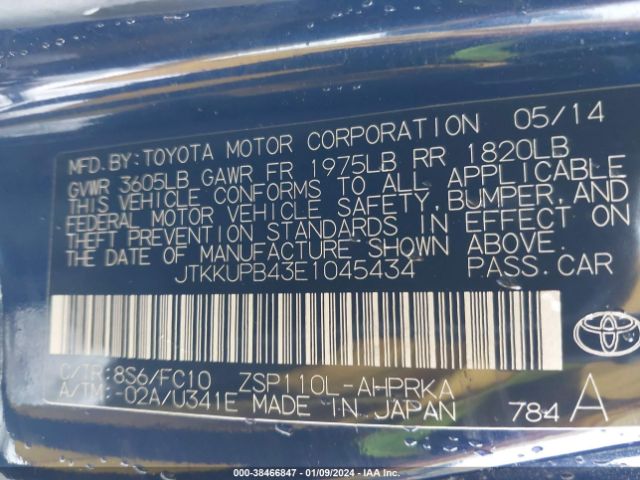 MFD. BY: TOYOTA MOTOR CORPORATION 05/14
GVWR 3605LB GAWR FR 1975LB RR 1820LB
THIS VEHICLE CONFORMS TO ALL APPLICABLE
FEDERAL MOTOR VEHICLE SAFETY, BUMPER, AND
THEFT PREVENTION STANDARDS IN EFFECT ON
THE DATE OF MANUFACTURE SHOWN ABOVE.
JTKKUPB43E1045434 PASS. CAR
C/TR: 8S6/FC10 ZSP110L-AHPRKA
A/TM: -02A/U341E MADE IN JAPAN 784 A
000-38466847 - 01/09/2024 - IAA Inc.